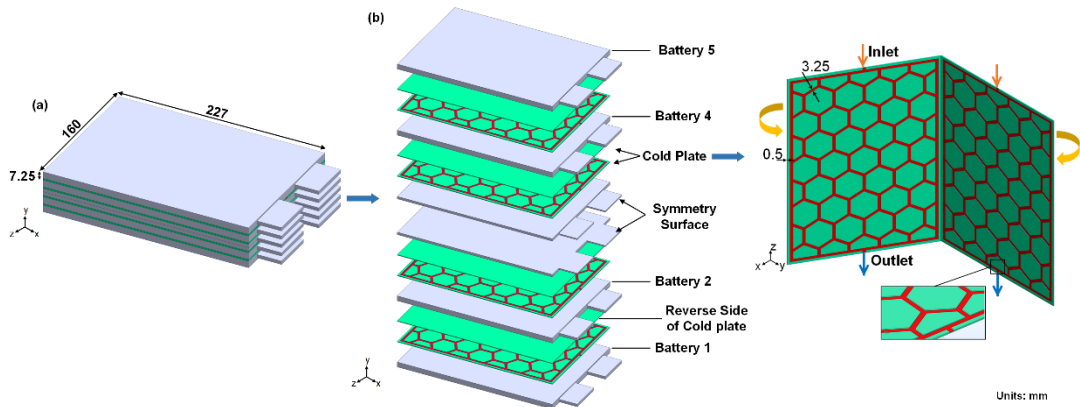 (a)
160
227
7.25
y
z
x
(b)
Battery 5
Battery 4
Cold Plate
Symmetry
Surface
Battery 2
Reverse Side
of Cold plate
Battery 1
y
z
x
Inlet
3.25
0.5
Outlet
z
x
y
Units: mm